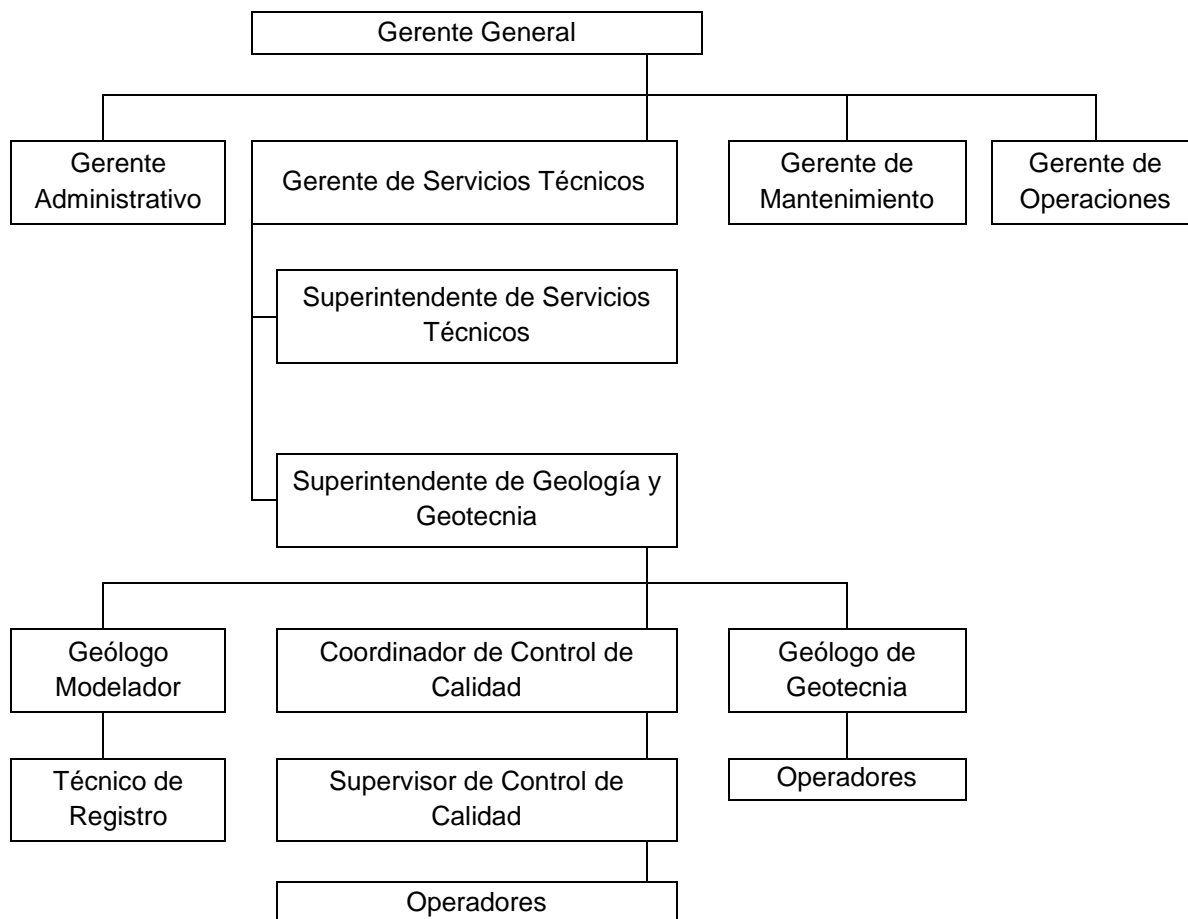 Gerente General
Gerente
Administrativo
Gerente de Servicios Técnicos
Gerente de
Mantenimiento
Gerente de
Operaciones
Superintendente de Servicios
Técnicos
Superintendente de Geología y
Geotecnia
Geólogo
Modelador
Coordinador de Control de
Calidad
Geólogo de
Geotecnia
Técnico de
Registro
Supervisor de Control de
Calidad
Operadores
Operadores